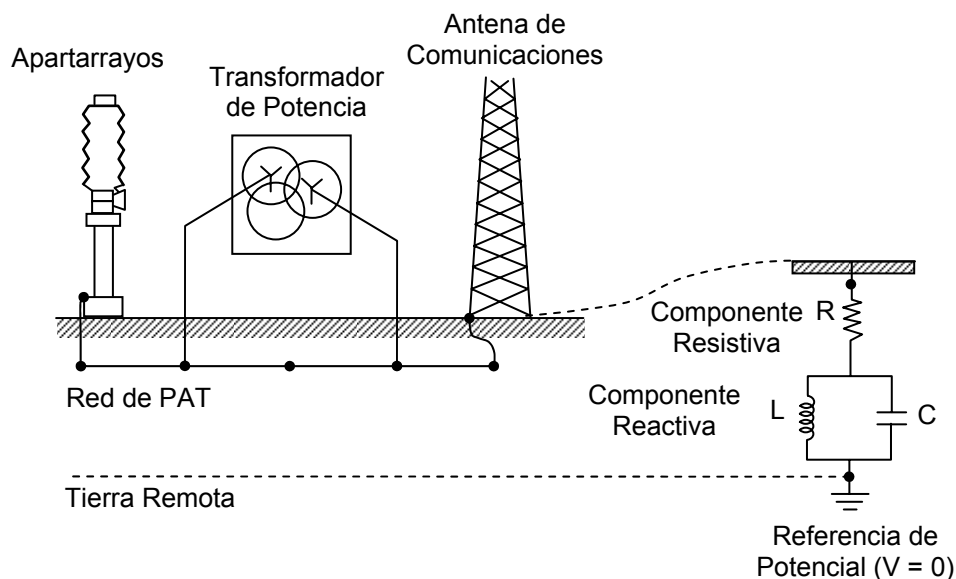 Antena de
Comunicaciones
Apartarrayos
Transformador
de Potencia
Componente
Resistiva
R
Red de PAT
Componente
Reactiva
L
C
Tierra Remota
Referencia de
Potencial (V = 0)